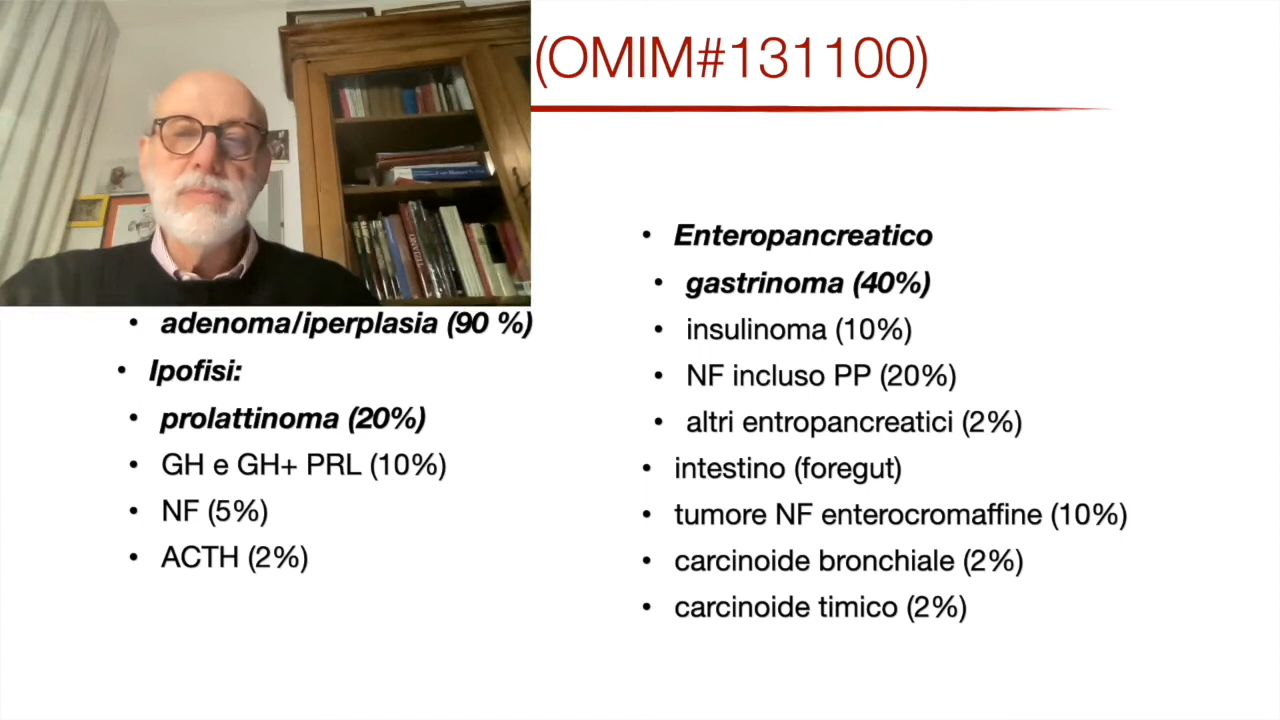 (OMIM#131100)
• adenoma/iperplasia (90 %)
• Ipofisi:
• prolattinoma (20%)
• GH e GH+ PRL (10%)
• NF (5%)
• ACTH (2%)
• Enteropancreatico
• gastrinoma (40%)
• insulinoma (10%)
• NF incluso PP (20%)
• altri entropancreatici (2%)
• intestino (foregut)
• tumore NF enterocromaffine (10%)
• carcinoide bronchiale (2%)
• carcinoide timico (2%)
TIZIANO